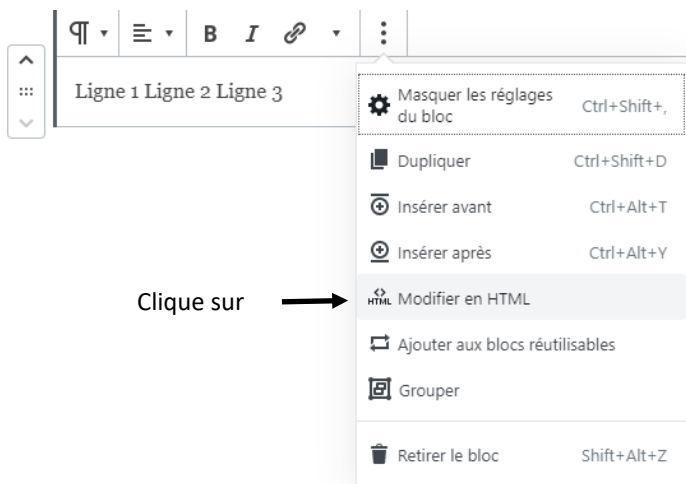 B I
Ligne 1 Ligne 2 Ligne 3
Masquer les réglages
du bloc Ctrl+Shift+,
Dupliquer Ctrl+Shift+D
Insérer avant Ctrl+Alt+T
Insérer après Ctrl+Alt+Y
Clique sur HTML Modifier en HTML
Ajouter aux blocs réutilisables
Grouper
Retirer le bloc Shift+Alt+Z